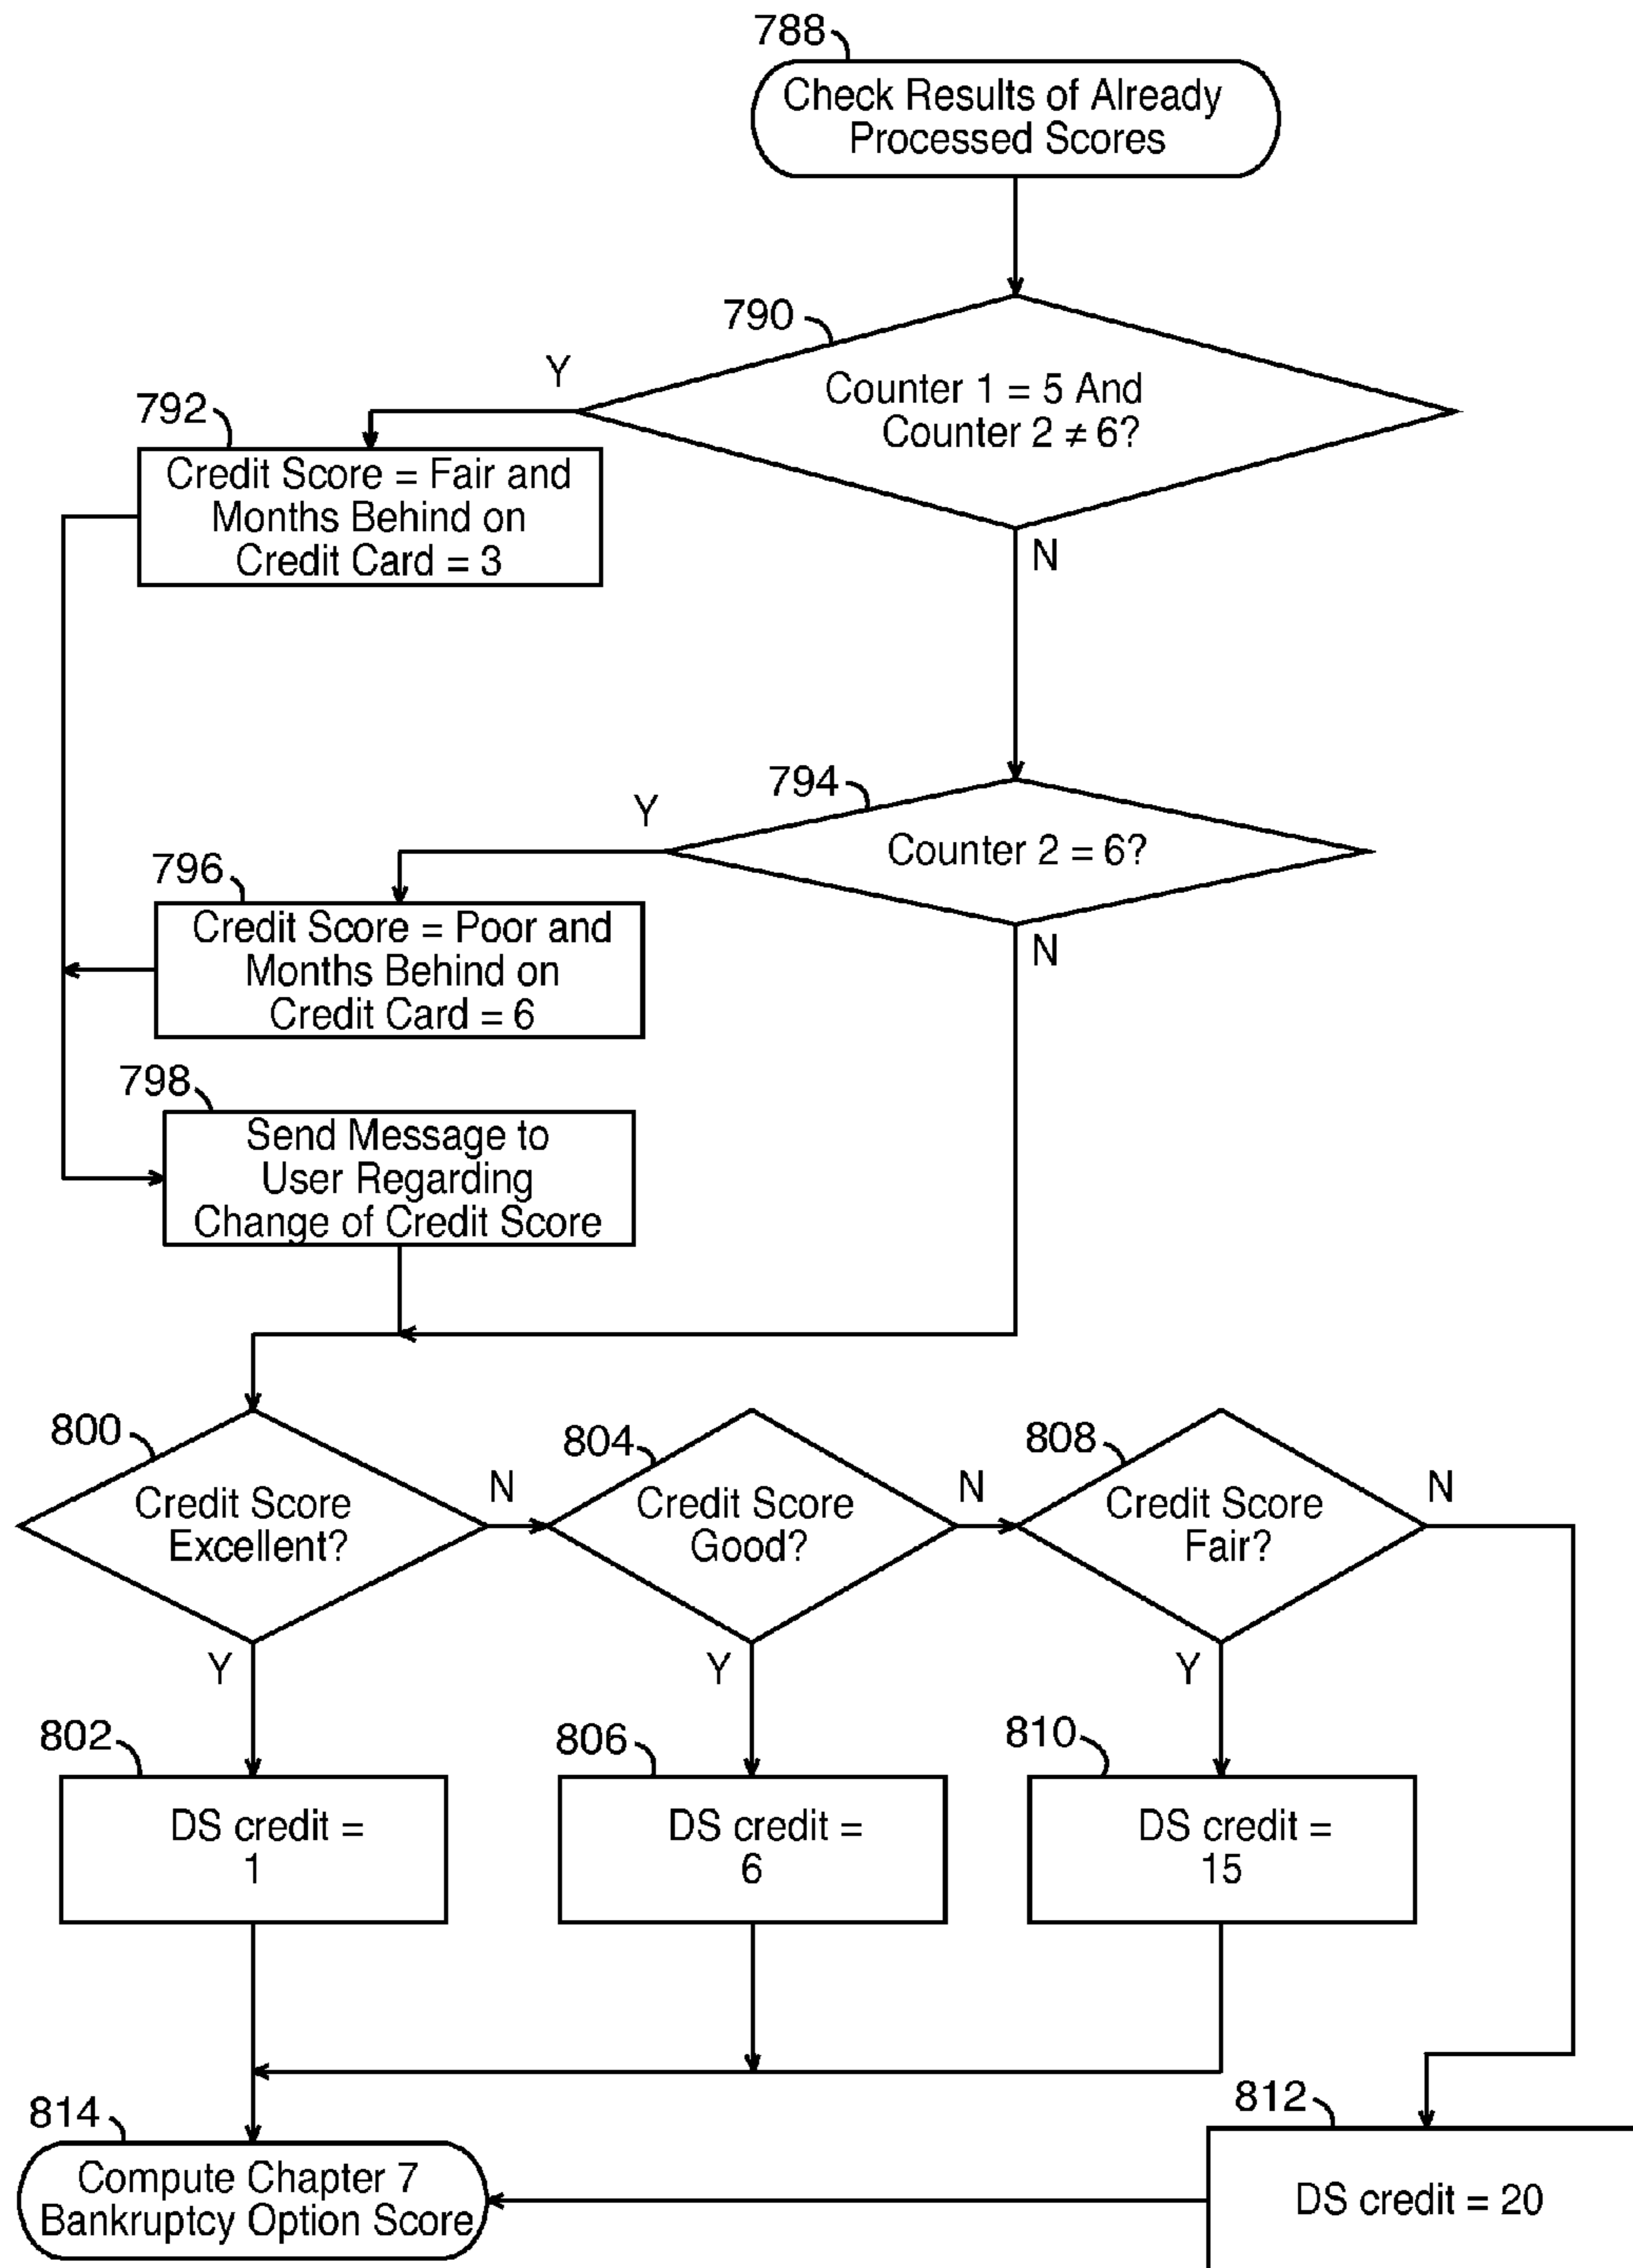 788
Check Results of Already
Processed Scores
790
Y
Counter 1 = 5 And
Counter 2 ≠ 6?
792
Credit Score = Fair and
Months Behind on
Credit Card = 3
N
794
Y
Counter 2 = 6?
796
Credit Score = Poor and
Months Behind on
Credit Card = 6
N
798
Send Message to
User Regarding
Change of Credit Score
800
Credit Score
Excellent?
N
804
Credit Score
Good?
N
808
Credit Score
Fair?
N
Y
Y
Y
802
DS credit =
1
806
DS credit =
6
810
DS credit =
15
812
DS credit = 20
814
Compute Chapter 7
Bankruptcy Option Score